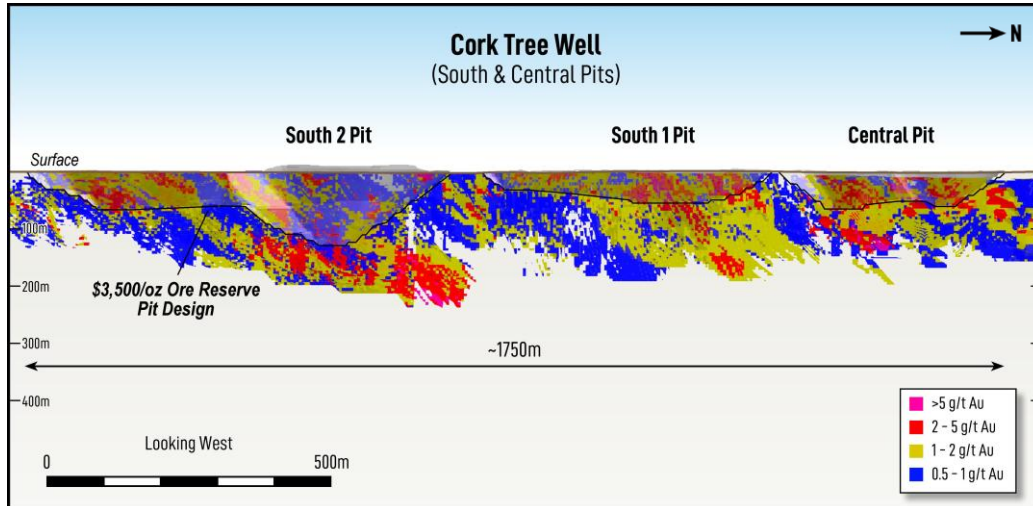 Cork Tree Well
(South & Central Pits)
N
South 2 Pit
South 1 Pit
Central Pit
Surface
100m
200m
300m
400m
$3,500/oz Ore Reserve
Pit Design
~1750m
Looking West
0
500m
>5 g/t Au
2 – 5 g/t Au
1 – 2 g/t Au
0.5 – 1 g/t Au